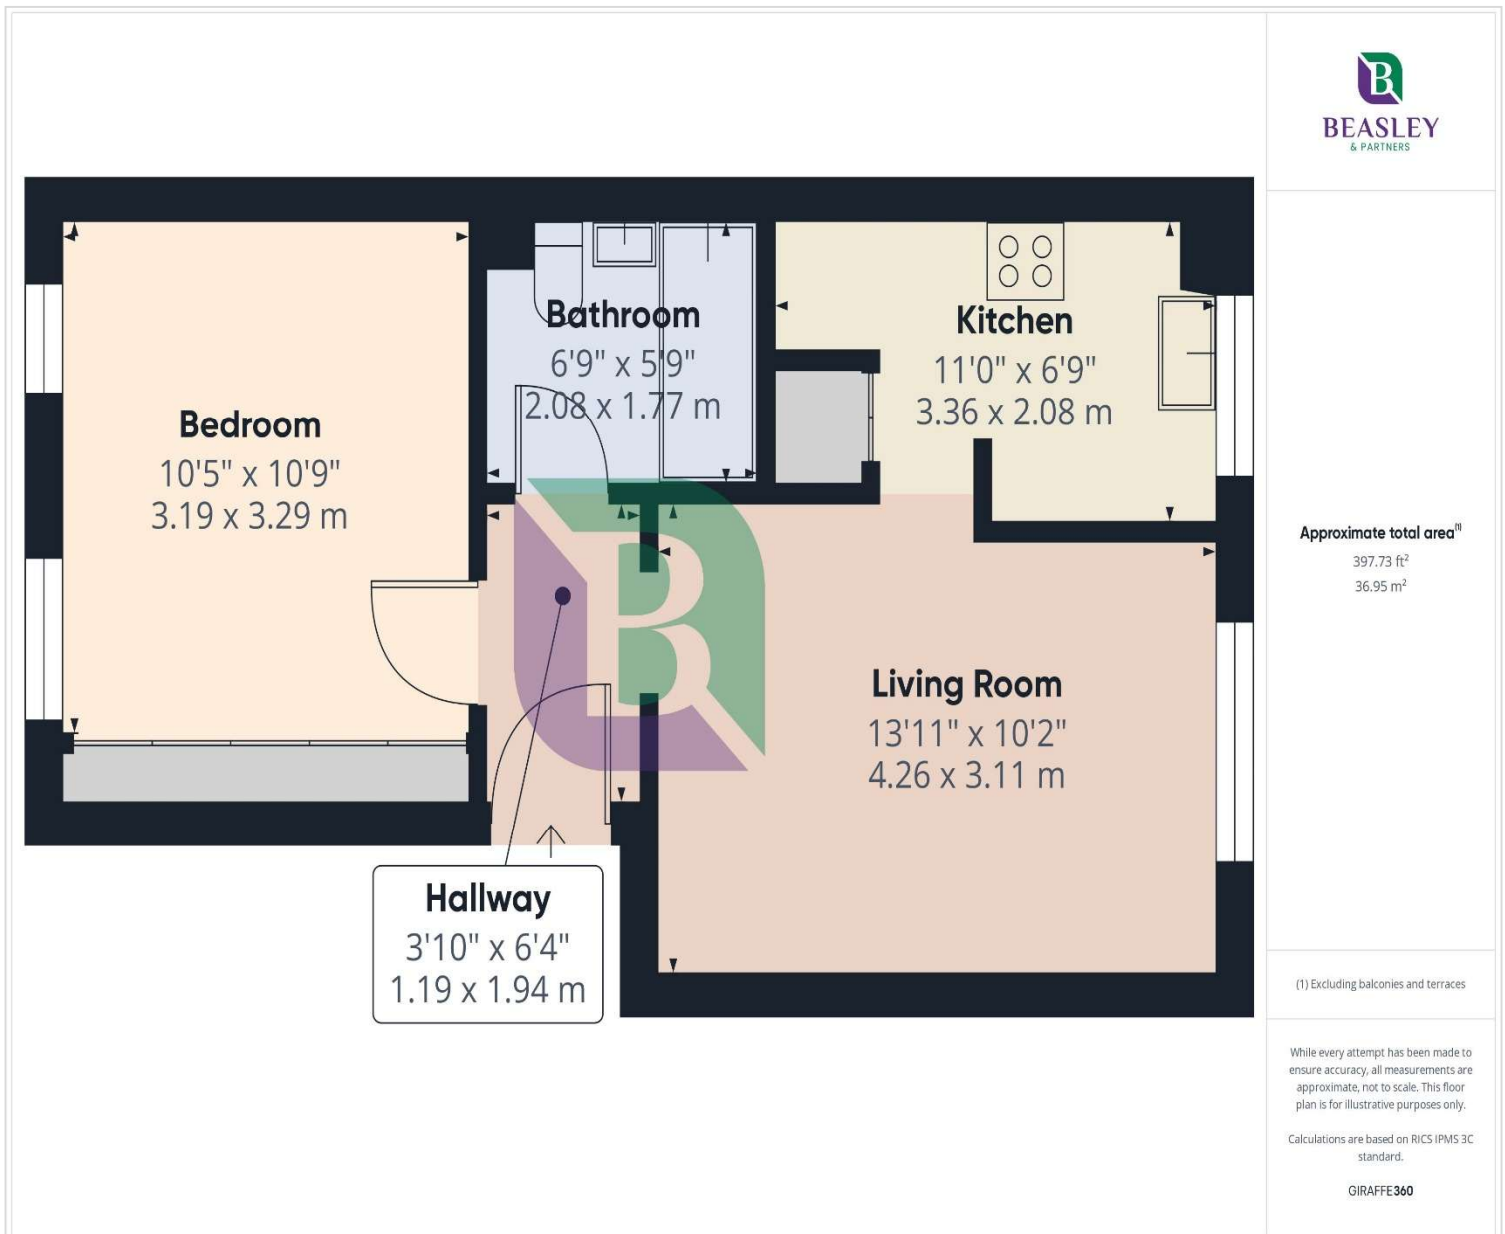 B
BEASLEY
& PARTNERS
Bedroom
10'5" x 10'9"
3.19 x 3.29 m
Bathroom
6'9" x 5'9"
2.08 x 1.77 m
Kitchen
11'0" x 6'9"
3.36 x 2.08 m
B
Living Room
13'11" x 10'2"
4.26 x 3.11 m
Hallway
3'10" x 6'4"
1.19 x 1.94 m
Approximate total area(1)
397.73 ft²
36.95 m²
(1) Excluding balconies and terraces
While every attempt has been made to
ensure accuracy, all measurements are
approximate, not to scale. This floor
plan is for illustrative purposes only.
Calculations are based on RICS IPMS 3C
standard.
GIRAFFE360